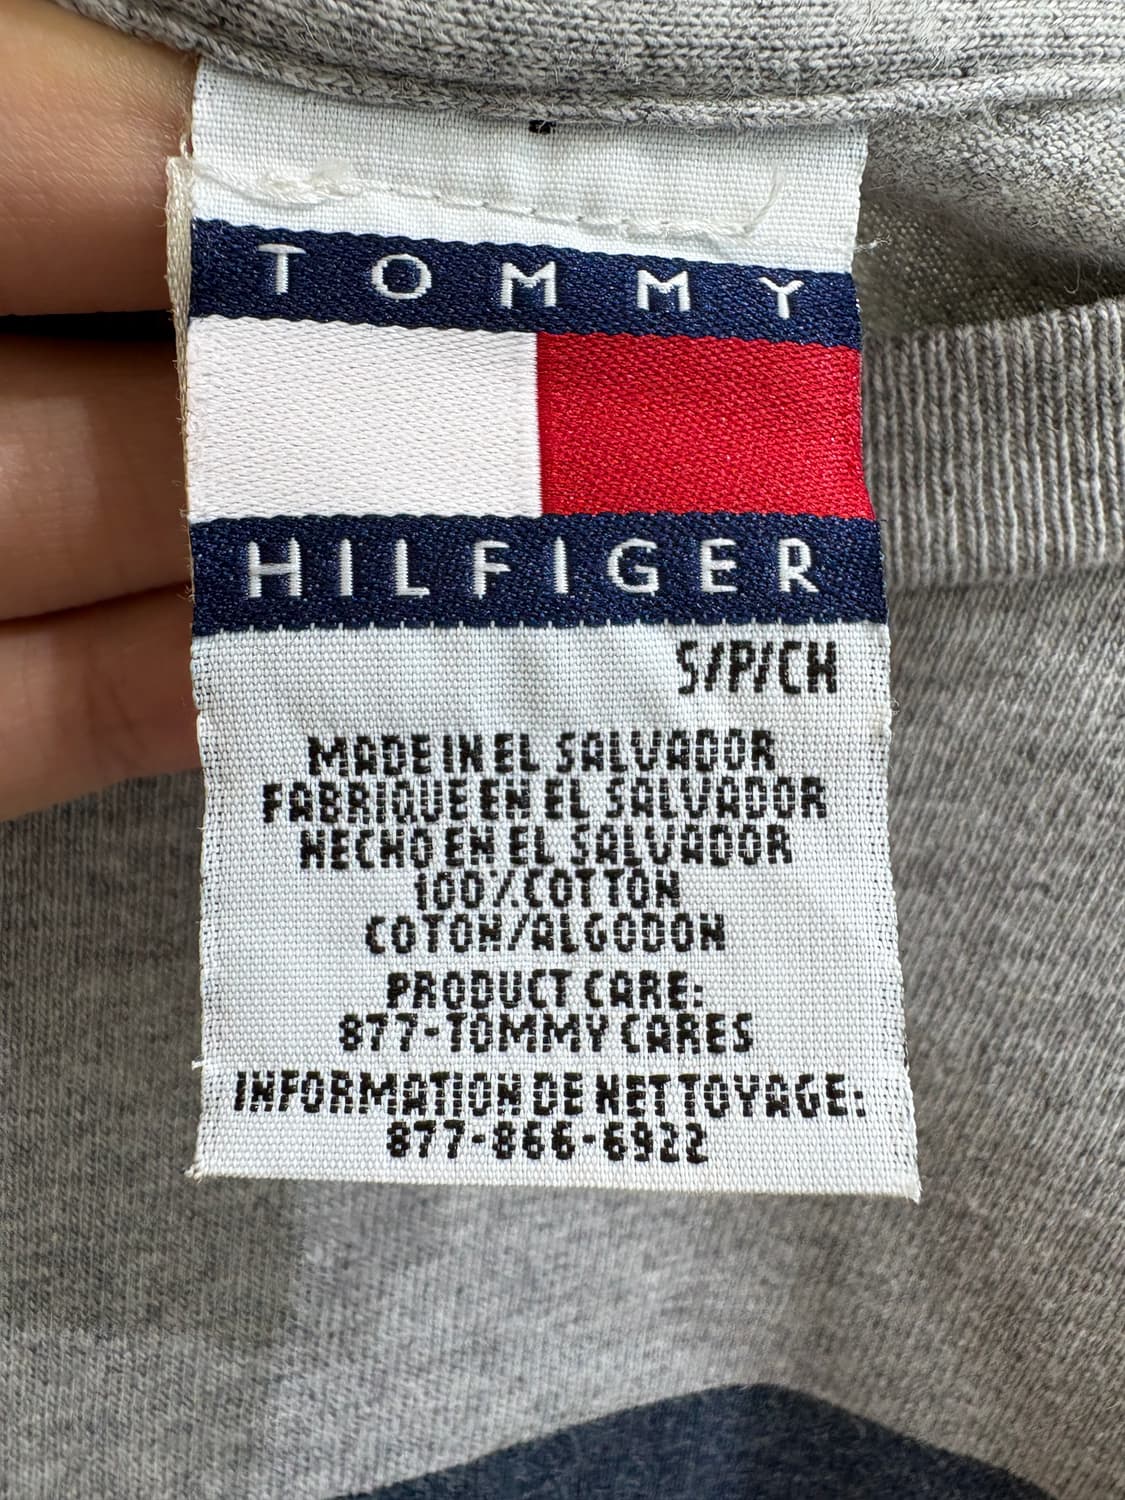 TOMMY
HILFIGER
S/P/CH
MADE IN EL SALVADOR
FABRIQUE EN EL SALVADOR
HECHO EN EL SALVADOR
100% COTTON
COTON/ALGODON
PRODUCT CARE:
877-TOMMY CARES
INFORMATION DE NETTOYAGE:
877-866-6922